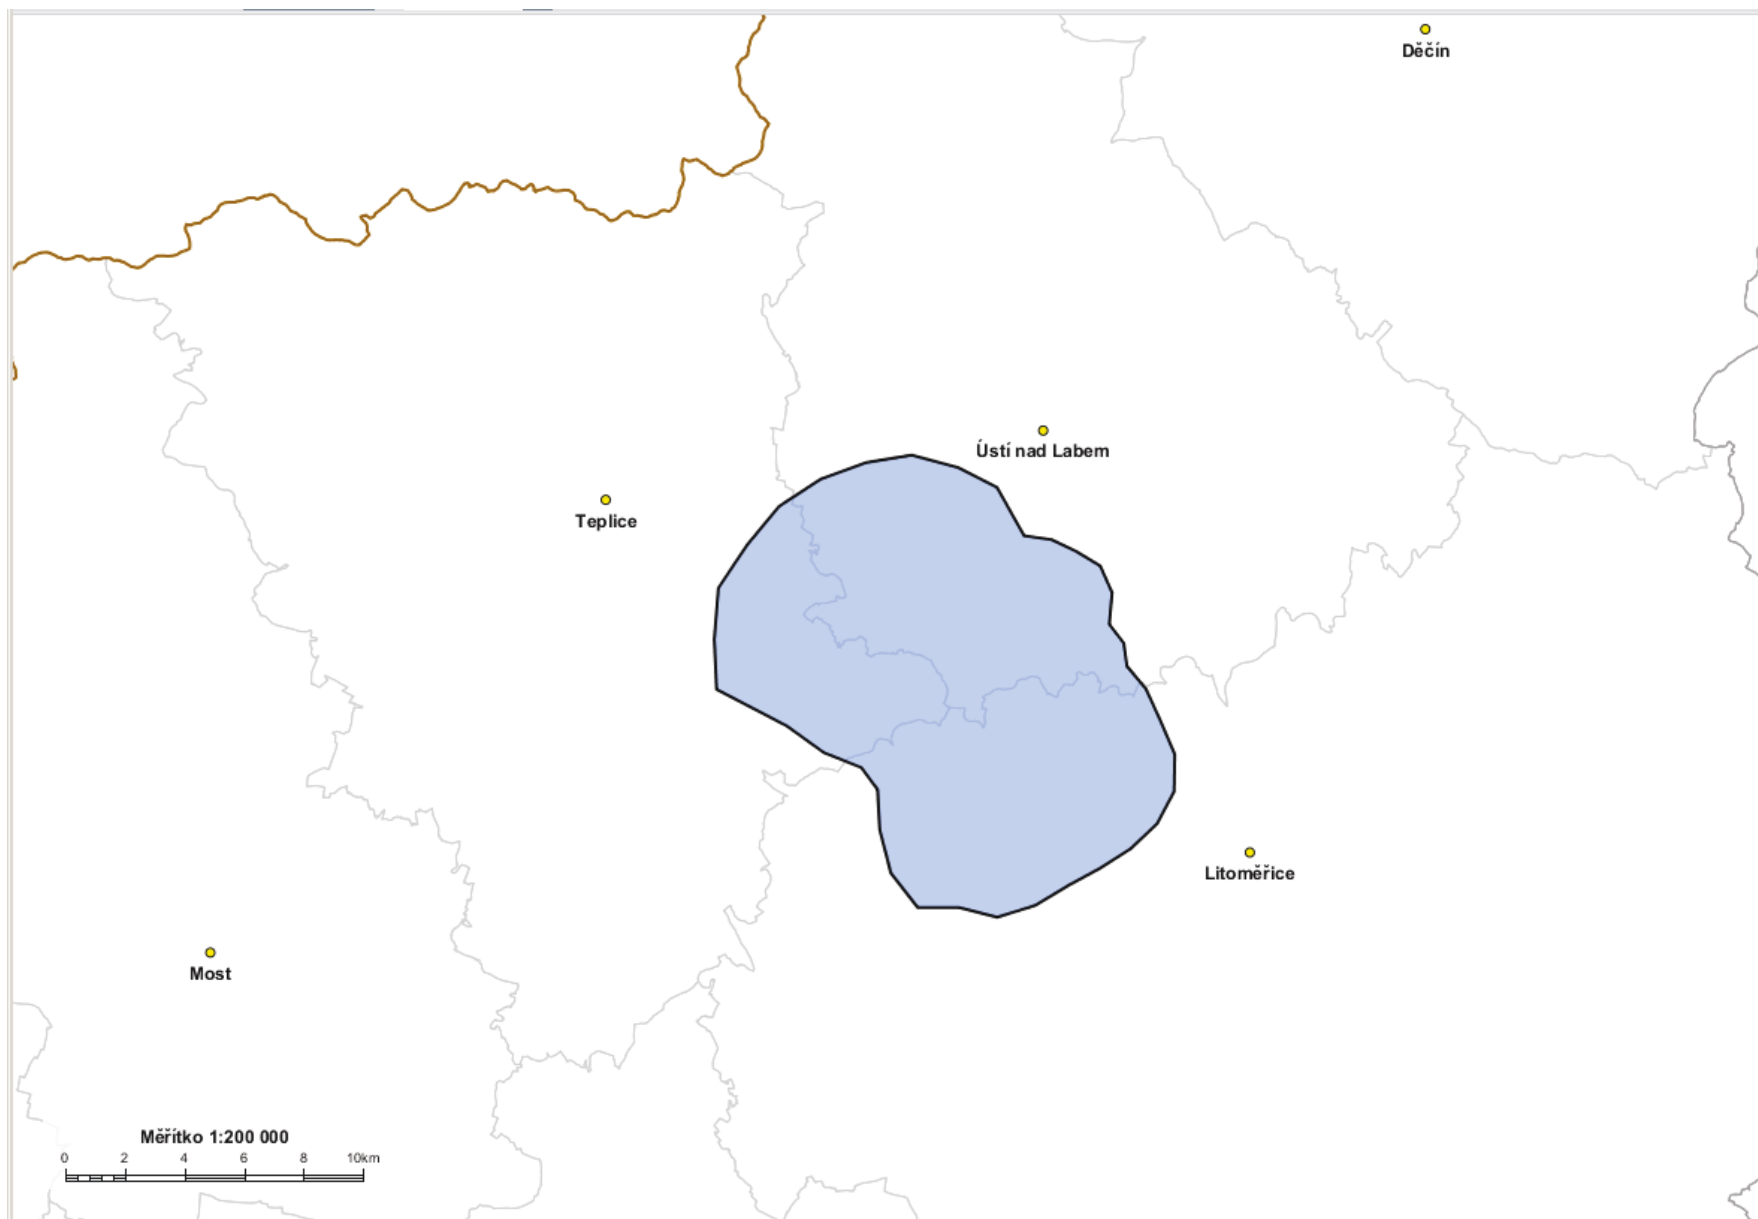 Děčín
Ústí nad Labem
Teplice
Litoměřice
Most
Měřítko 1:200 000
0 2 4 6 8 10km